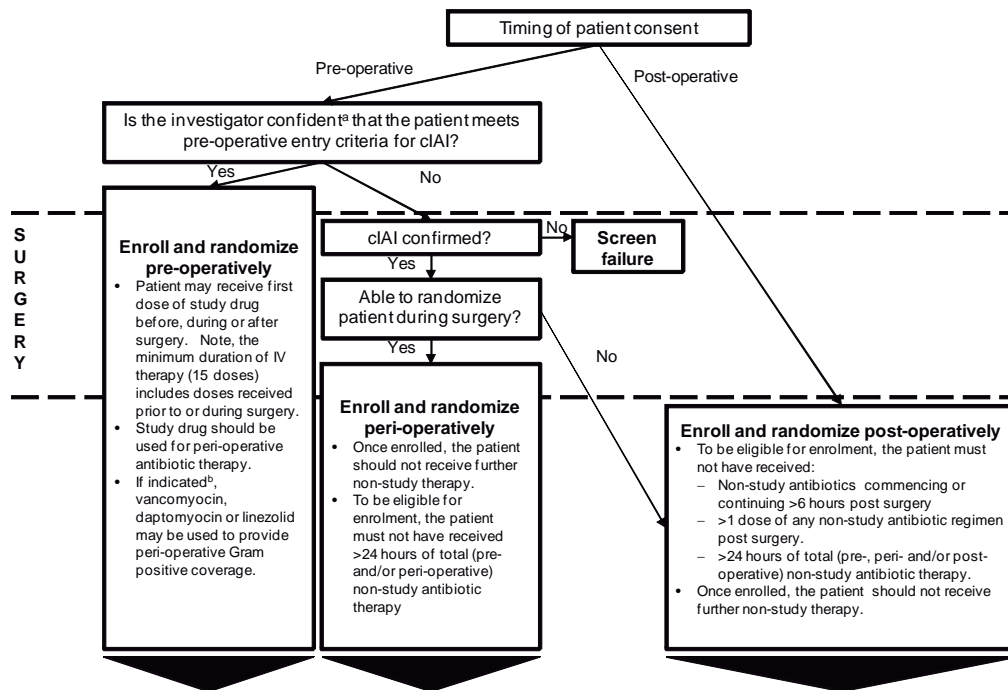 Timing of patient consent
Pre-operative
Post-operative
Is the investigator confidentᵃ that the patient meets
pre-operative entry criteria for cIAI?
Yes
No
S
U
R
G
E
R
Y
Enroll and randomize
pre-operatively
• Patient may receive first
dose of study drug
before, during or after
surgery. Note, the
minimum duration of IV
therapy (15 doses)
includes doses received
prior to or during surgery.
• Study drug should be
used for peri-operative
antibiotic therapy.
• If indicatedᵇ,
vancomyocin,
daptomyocin or linezolid
may be used to provide
peri-operative Gram
positive coverage.
cIAI confirmed?
No
Screen
failure
Yes
Able to randomize
patient during surgery?
Yes
No
Enroll and randomize
peri-operatively
• Once enrolled, the patient
should not receive further
non-study therapy.
• To be eligible for
enrolment, the patient
must not have received
>24 hours of total (pre-
and/or peri-operative)
non-study antibiotic
therapy
Enroll and randomize post-operatively
• To be eligible for enrolment, the patient must
not have received:
– Non-study antibiotics commencing or
continuing >6 hours post surgery
– >1 dose of any non-study antibiotic regimen
post surgery.
– >24 hours of total (pre-, peri- and/or post-
operative) non-study antibiotic therapy.
• Once enrolled, the patient should not receive
further non-study therapy.